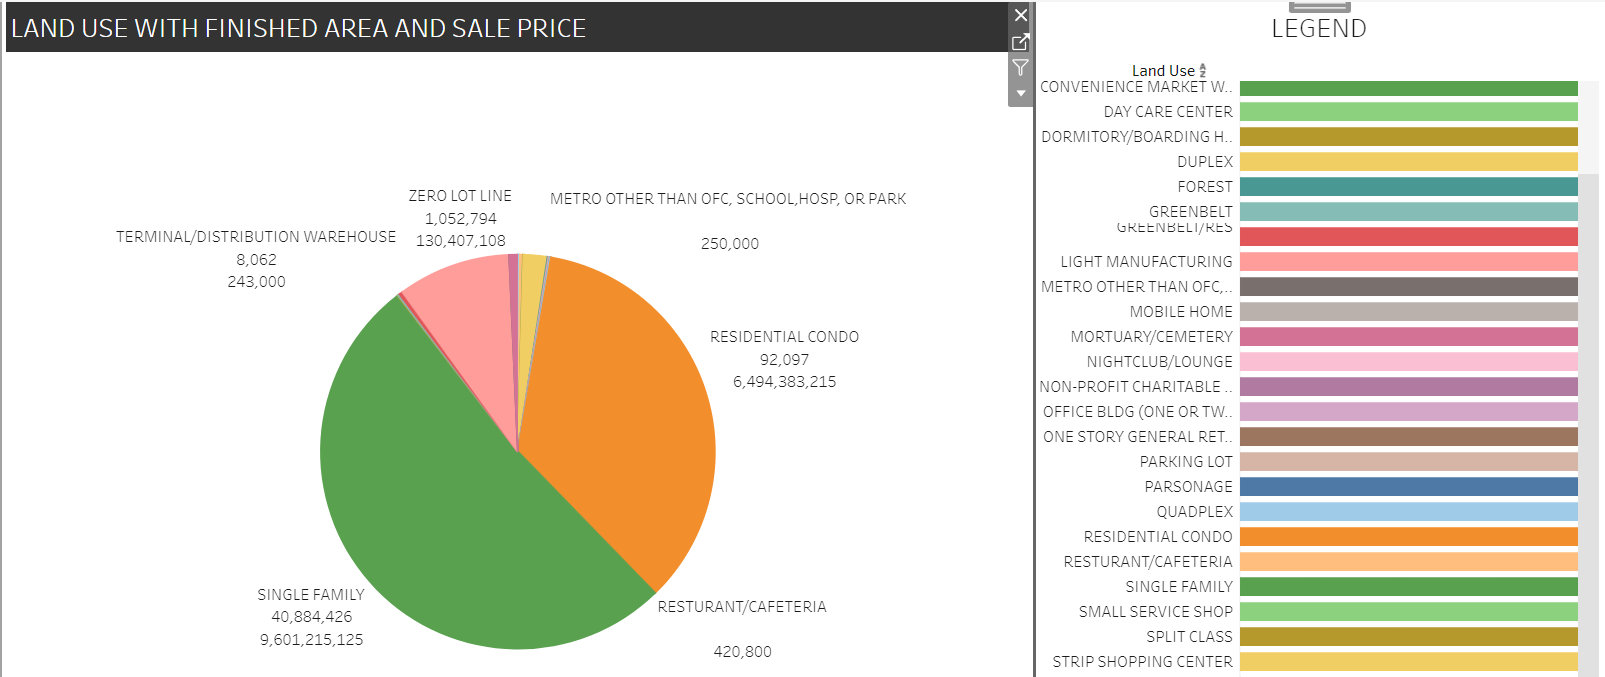 LAND USE WITH FINISHED AREA AND SALE PRICE
ZERO LOT LINE
1,052,794
130,407,108
METRO OTHER THAN OFC, SCHOOL,HOSP, OR PARK
250,000
TERMINAL/DISTRIBUTION WAREHOUSE
8,062
243,000
RESIDENTIAL CONDO
92,097
6,494,383,215
SINGLE FAMILY
40,884,426
9,601,215,125
RESTURANT/CAFETERIA
420,800
LEGEND
Land Use
CONVENIENCE MARKET W..
DAY CARE CENTER
DORMITORY/BOARDING H..
DUPLEX
FOREST
GREENBELT
GREENBELT/RES
LIGHT MANUFACTURING
METRO OTHER THAN OFC,..
MOBILE HOME
MORTUARY/CEMETERY
NIGHTCLUB/LOUNGE
NON-PROFIT CHARITABLE ..
OFFICE BLDG (ONE OR TW..
ONE STORY GENERAL RET..
PARKING LOT
PARSONAGE
QUADPLEX
RESIDENTIAL CONDO
RESTURANT/CAFETERIA
SINGLE FAMILY
SMALL SERVICE SHOP
SPLIT CLASS
STRIP SHOPPING CENTER